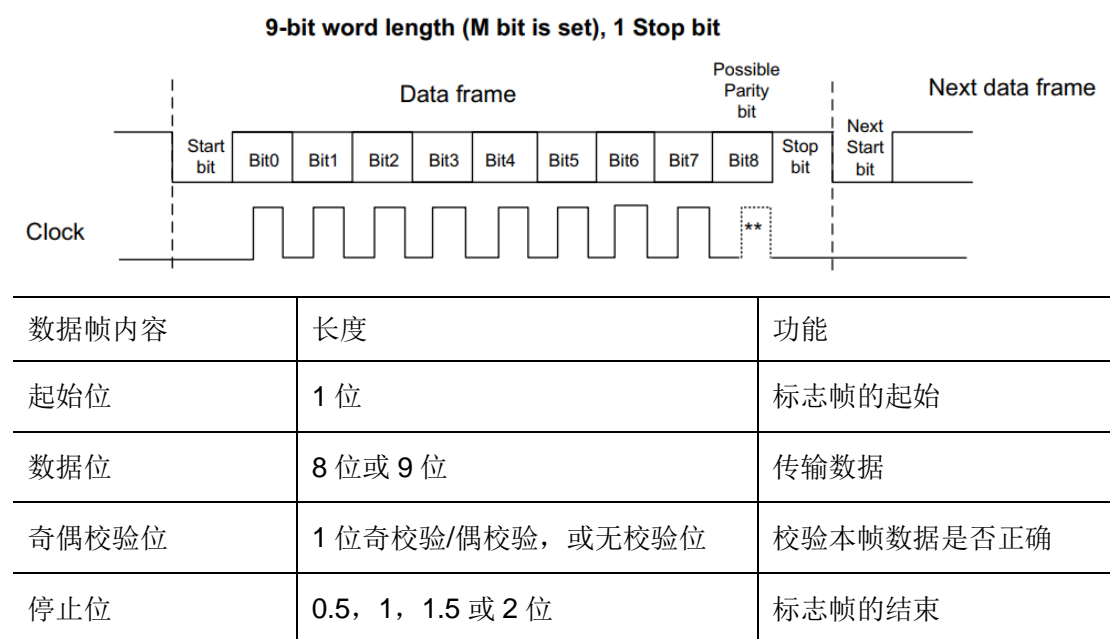 9-bit word length (M bit is set), 1 Stop bit
Possible
Parity
bit
Data frame
Next data frame
Start
bit
Bit0
Bit1
Bit2
Bit3
Bit4
Bit5
Bit6
Bit7
Bit8
Stop
bit
Next
Start
bit
Clock
**
数据帧内容 长度 功能
起始位 1 位 标志帧的起始
数据位 8 位或 9 位 传输数据
奇偶校验位 1 位奇校验/偶校验，或无校验位 校验本帧数据是否正确
停止位 0.5，1，1.5 或 2 位 标志帧的结束